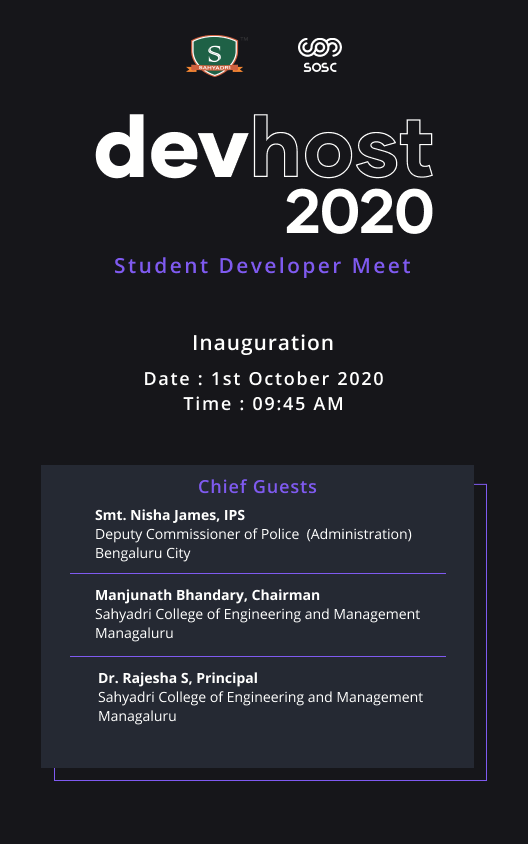 S
SAHYADRI
TM
SOSC
devhost
2020
Student Developer Meet
Inauguration
Date : 1st October 2020
Time : 09:45 AM
Chief Guests
Smt. Nisha James, IPS
Deputy Commissioner of Police (Administration)
Bengaluru City
Manjunath Bhandary, Chairman
Sahyadri College of Engineering and Management
Managaluru
Dr. Rajesha S, Principal
Sahyadri College of Engineering and Management
Managaluru